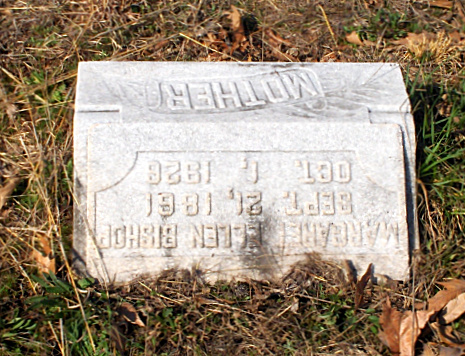 MOTHER
MARGARET ELLEN BISHOP
SEPT. 21, 1861
OCT. 1, 1926